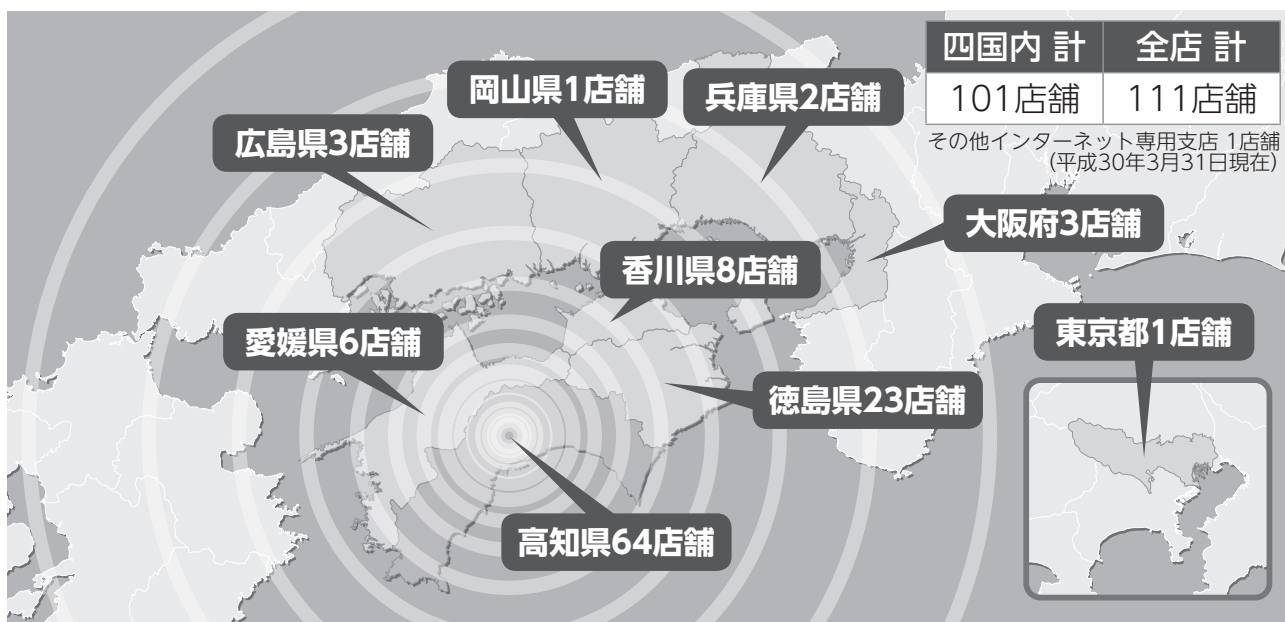 四国内 計 全店 計
101店舗 111店舗
その他インターネット専用支店 1店舗
(平成30年3月31日現在)
岡山県1店舗
兵庫県2店舗
広島県3店舗
大阪府3店舗
香川県8店舗
愛媛県6店舗
東京都1店舗
徳島県23店舗
高知県64店舗